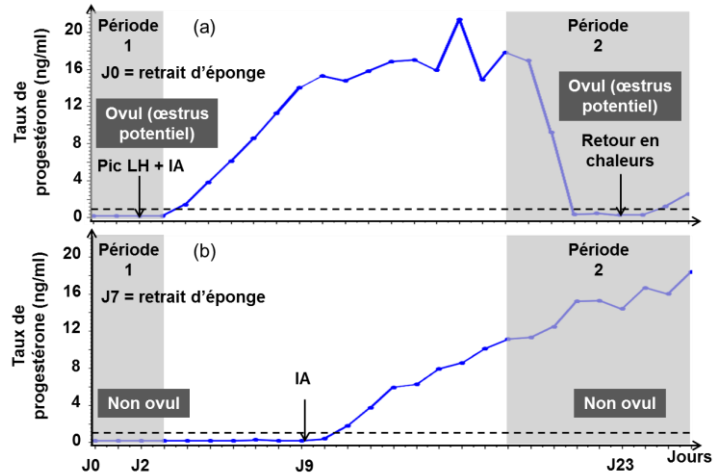 Taux de
progestérone (ng/ml)
20
16
12
8
4
0
Période
1
(a)
J0 = retrait d'éponge
Ovul (œstrus
potentiel)
Pic LH + IA
Période
2
Ovul (œstrus
potentiel)
Retour en
chaleurs
Taux de
progestérone (ng/ml)
20
16
12
8
4
0
Période
1
(b)
J7 = retrait d'éponge
Non ovul
IA
Période
2
Non ovul
J0
J2
J9
J23
Jours